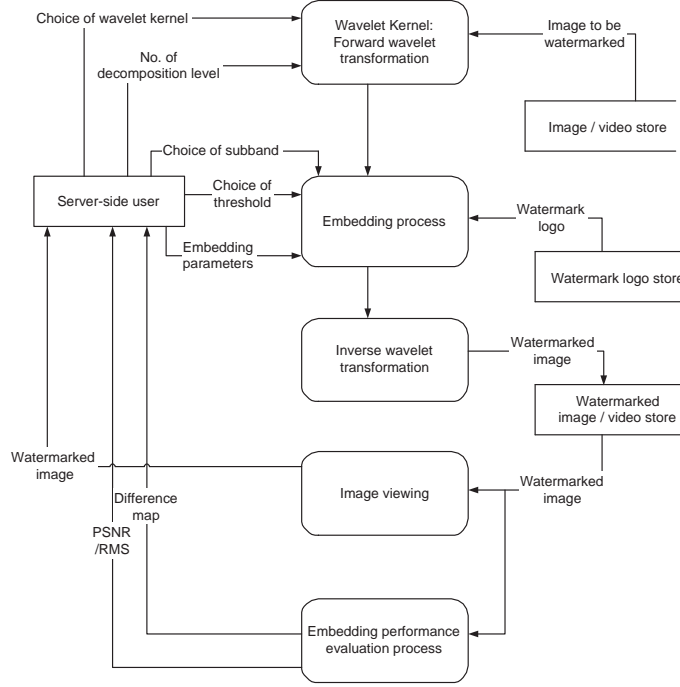 Choice of wavelet kernel
No. of
decomposition level
Wavelet Kernel:
Forward wavelet
transformation
Image to be
watermarked
Image / video store
Choice of subband
Server-side user
Choice of
threshold
Embedding
parameters
Embedding process
Watermark
logo
Watermark logo store
Inverse wavelet
transformation
Watermarked
image
Watermarked
image / video store
Watermarked
image
Image viewing
Watermarked
image
Difference
map
PSNR
/RMS
Embedding performance
evaluation process